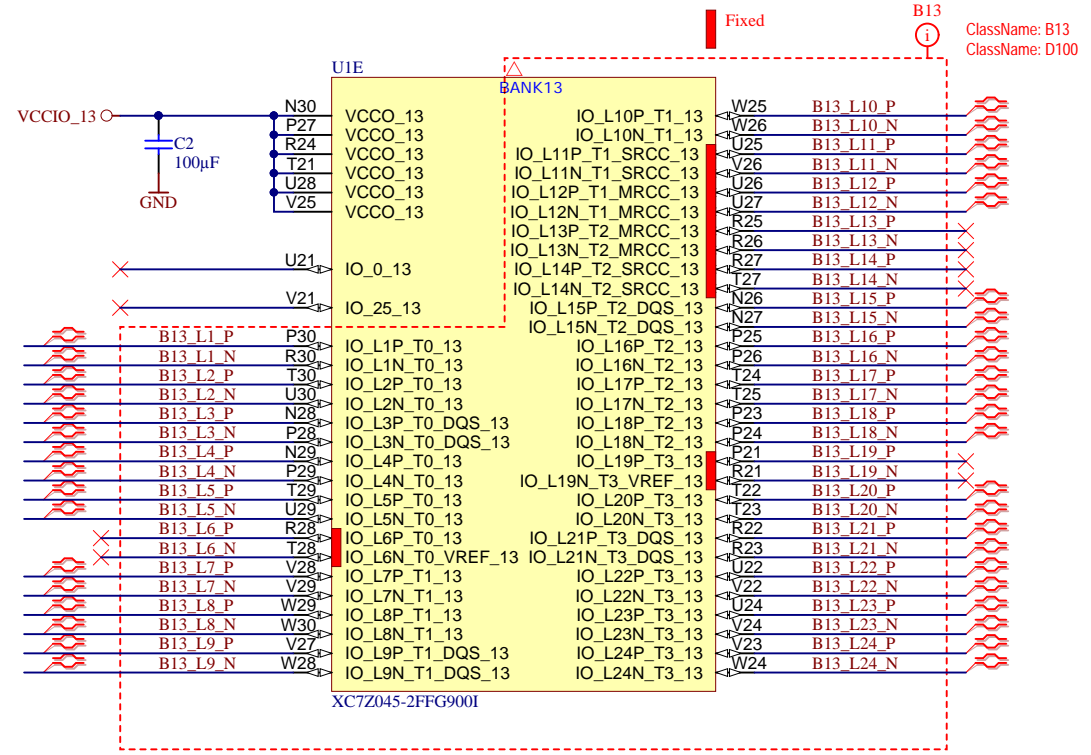 Fixed
B13
i
ClassName: B13
ClassName: D100
U1E
BANK13
VCCIO_13
C2
100µF
GND
N30 VCCO_13
P27 VCCO_13
R24 VCCO_13
T21 VCCO_13
U28 VCCO_13
V25 VCCO_13
U21 IO_0_13
V21 IO_25_13
B13_L1_P P30 IO_L1P_T0_13
B13_L1_N R30 IO_L1N_T0_13
B13_L2_P T30 IO_L2P_T0_13
B13_L2_N U30 IO_L2N_T0_13
B13_L3_P N28 IO_L3P_T0_DQS_13
B13_L3_N P28 IO_L3N_T0_DQS_13
B13_L4_P N29 IO_L4P_T0_13
B13_L4_N P29 IO_L4N_T0_13
B13_L5_P T29 IO_L5P_T0_13
B13_L5_N U29 IO_L5N_T0_13
B13_L6_P R28 IO_L6P_T0_13
B13_L6_N T28 IO_L6N_T0_VREF_13
B13_L7_P V28 IO_L7P_T1_13
B13_L7_N V29 IO_L7N_T1_13
B13_L8_P W29 IO_L8P_T1_13
B13_L8_N W30 IO_L8N_T1_13
B13_L9_P V27 IO_L9P_T1_DQS_13
B13_L9_N W28 IO_L9N_T1_DQS_13
IO_L10P_T1_13 W25 B13_L10_P
IO_L10N_T1_13 W26 B13_L10_N
IO_L11P_T1_SRCC_13 U25 B13_L11_P
IO_L11N_T1_SRCC_13 V26 B13_L11_N
IO_L12P_T1_MRCC_13 U26 B13_L12_P
IO_L12N_T1_MRCC_13 U27 B13_L12_N
IO_L13P_T2_MRCC_13 R25 B13_L13_P
IO_L13N_T2_MRCC_13 R26 B13_L13_N
IO_L14P_T2_SRCC_13 R27 B13_L14_P
IO_L14N_T2_SRCC_13 T27 B13_L14_N
IO_L15P_T2_DQS_13 N26 B13_L15_P
IO_L15N_T2_DQS_13 N27 B13_L15_N
IO_L16P_T2_13 P25 B13_L16_P
IO_L16N_T2_13 P26 B13_L16_N
IO_L17P_T2_13 T24 B13_L17_P
IO_L17N_T2_13 T25 B13_L17_N
IO_L18P_T2_13 P23 B13_L18_P
IO_L18N_T2_13 P24 B13_L18_N
IO_L19P_T3_13 P21 B13_L19_P
IO_L19N_T3_VREF_13 R21 B13_L19_N
IO_L20P_T3_13 T22 B13_L20_P
IO_L20N_T3_13 T23 B13_L20_N
IO_L21P_T3_DQS_13 R22 B13_L21_P
IO_L21N_T3_DQS_13 R23 B13_L21_N
IO_L22P_T3_13 U22 B13_L22_P
IO_L22N_T3_13 V22 B13_L22_N
IO_L23P_T3_13 U24 B13_L23_P
IO_L23N_T3_13 V24 B13_L23_N
IO_L24P_T3_13 V23 B13_L24_P
IO_L24N_T3_13 W24 B13_L24_N
XC7Z045-2FFG900I